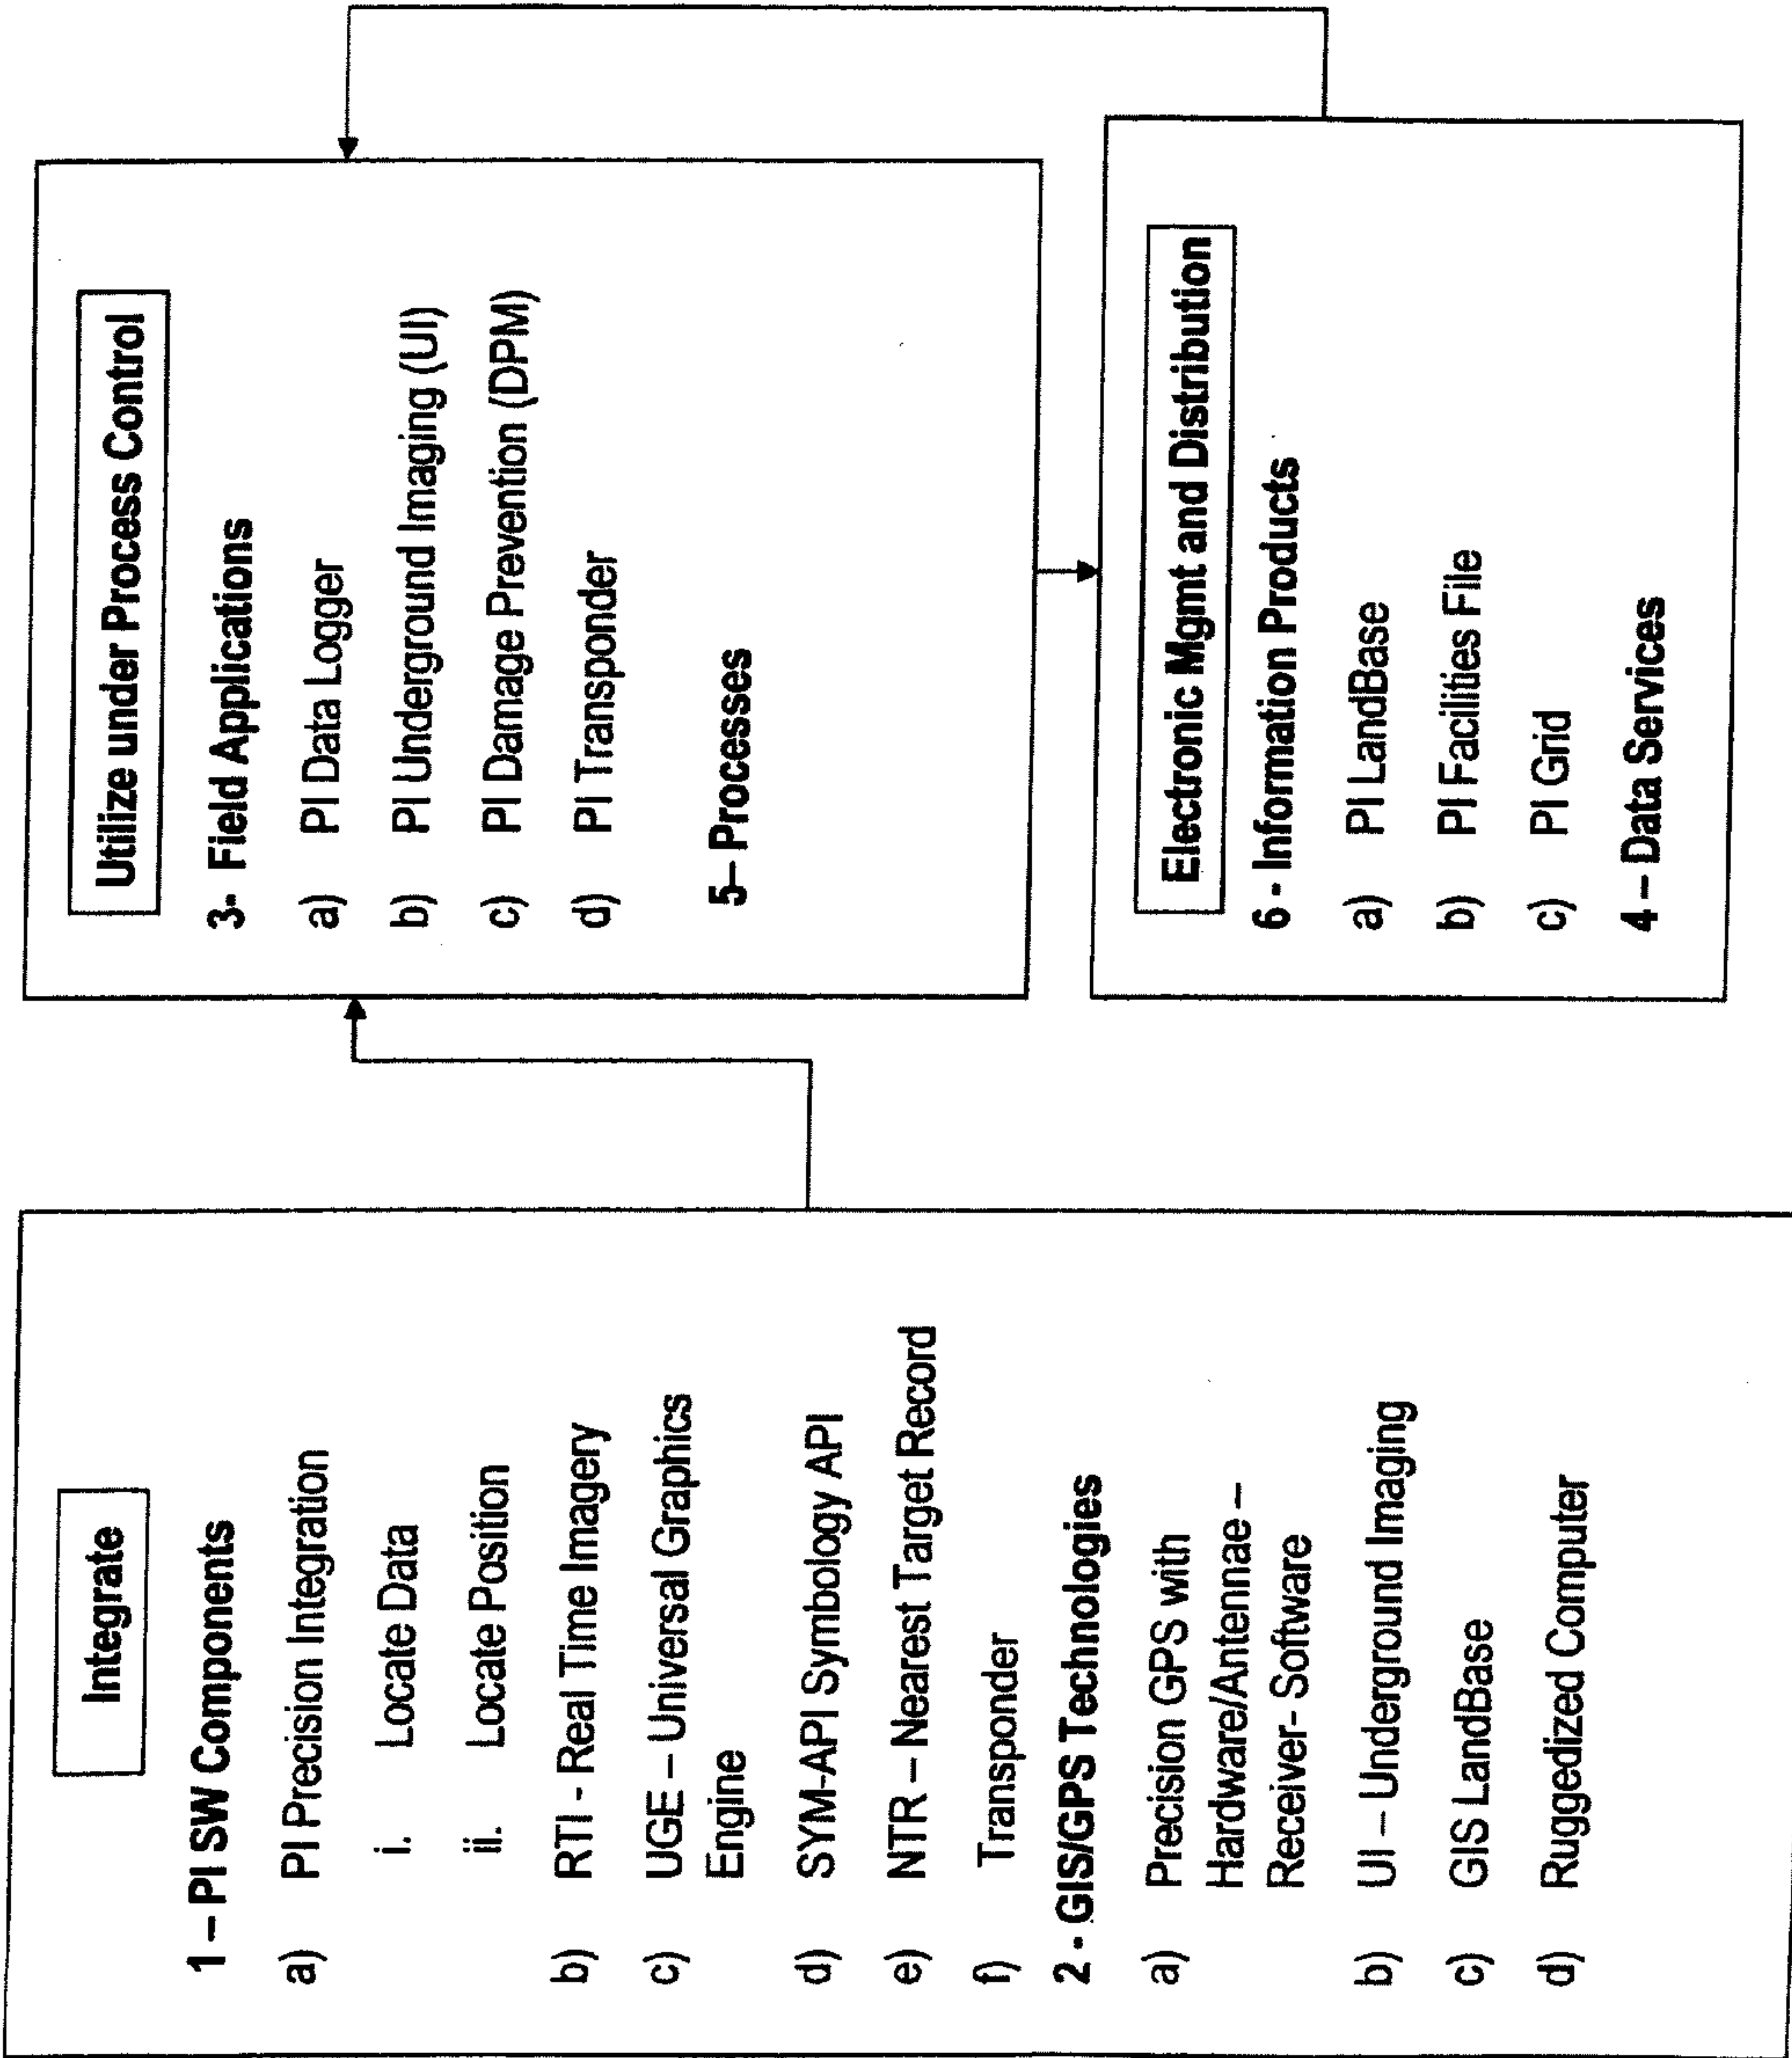 Integrate
1 – PI SW Components
a) PI Precision Integration
i. Locate Data
ii. Locate Position
b) RTI - Real Time Imagery
c) UGE – Universal Graphics
Engine
d) SYM-API Symbology API
e) NTR – Nearest Target Record
f) Transponder
2 - GIS/GPS Technologies
a) Precision GPS with
Hardware/Antennae –
Receiver- Software
b) UI – Underground Imaging
c) GIS LandBase
d) Ruggedized Computer
Utilize under Process Control
3- Field Applications
a) PI Data Logger
b) PI Underground Imaging (UI)
c) PI Damage Prevention (DPM)
d) PI Transponder
5– Processes
Electronic Mgmt and Distribution
6 - Information Products
a) PI LandBase
b) PI Facilities File
c) PI Grid
4 – Data Services